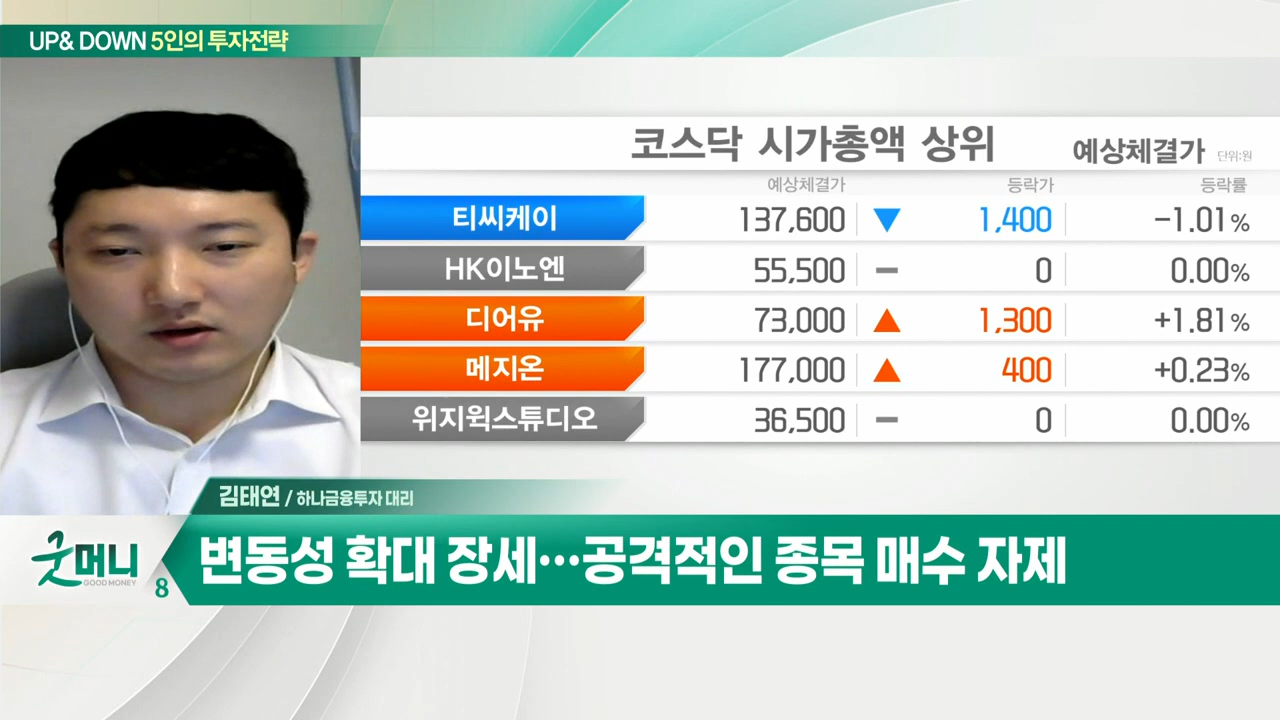 UP& DOWN 5인의 투자전략
코스닥 시가총액 상위 예상체결가 단위:원
예상체결가 등락가 등락률
티씨케이 137,600 ▼ 1,400 -1.01%
HK이노엔 55,500 - 0 0.00%
디어유 73,000 ▲ 1,300 +1.81%
메지온 177,000 ▲ 400 +0.23%
위지윅스튜디오 36,500 - 0 0.00%
김태연 / 하나금융투자 대리
굿머니
GOOD MONEY
8
변동성 확대 장세…공격적인 종목 매수 자제